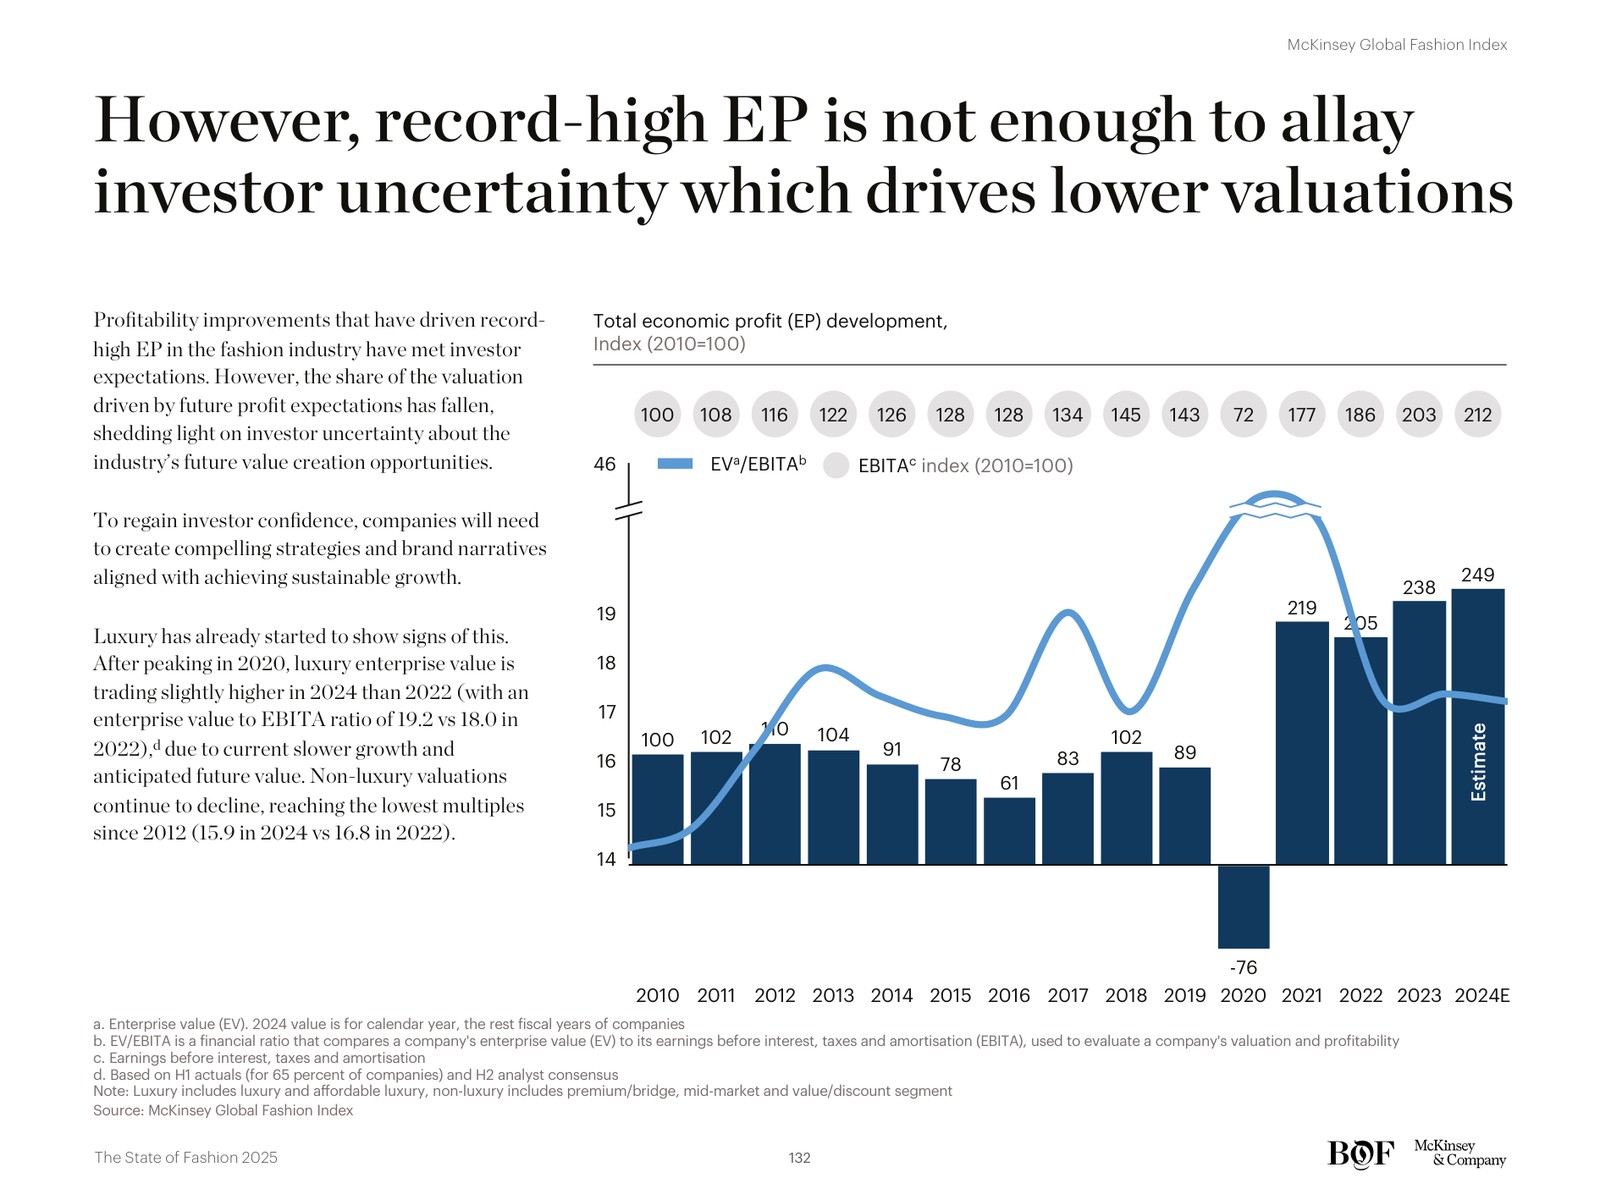 McKinsey Global Fashion Index
However, record-high EP is not enough to allay
investor uncertainty which drives lower valuations
Profitability improvements that have driven record-
high EP in the fashion industry have met investor
expectations. However, the share of the valuation
driven by future profit expectations has fallen,
shedding light on investor uncertainty about the
industry's future value creation opportunities.
To regain investor confidence, companies will need
to create compelling strategies and brand narratives
aligned with achieving sustainable growth.
Luxury has already started to show signs of this.
After peaking in 2020, luxury enterprise value is
trading slightly higher in 2024 than 2022 (with an
enterprise value to EBITA ratio of 19.2 vs 18.0 in
2022),ᵈ due to current slower growth and
anticipated future value. Non-luxury valuations
continue to decline, reaching the lowest multiples
since 2012 (15.9 in 2024 vs 16.8 in 2022).
Total economic profit (EP) development,
Index (2010=100)
100 108 116 122 126 128 128 134 145 143 72 177 186 203 212
EVᵃ/EBITAᵇ EBITAᶜ index (2010=100)
46
19
18
17
16
15
14
100 102 110 104 91 78 61 83 102 89 -76 219 205 238 249
Estimate
2010 2011 2012 2013 2014 2015 2016 2017 2018 2019 2020 2021 2022 2023 2024E
a. Enterprise value (EV). 2024 value is for calendar year, the rest fiscal years of companies
b. EV/EBITA is a financial ratio that compares a company's enterprise value (EV) to its earnings before interest, taxes and amortisation (EBITA), used to evaluate a company's valuation and profitability
c. Earnings before interest, taxes and amortisation
d. Based on H1 actuals (for 65 percent of companies) and H2 analyst consensus
Note: Luxury includes luxury and affordable luxury, non-luxury includes premium/bridge, mid-market and value/discount segment
Source: McKinsey Global Fashion Index
The State of Fashion 2025
132
BOF
McKinsey
& Company